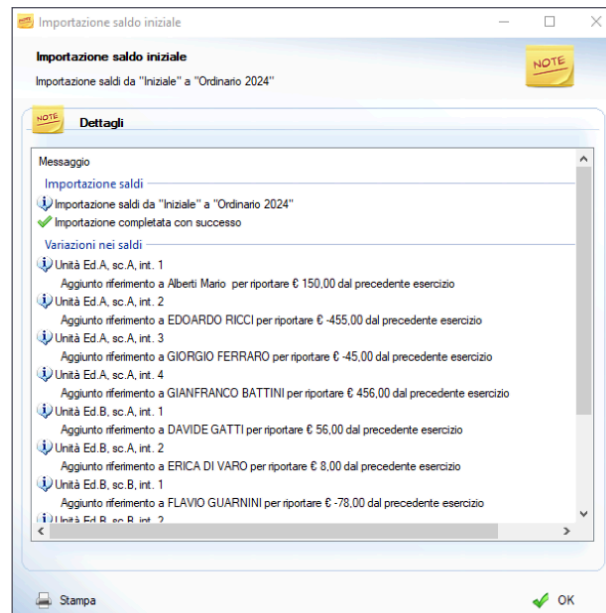 Importazione saldo iniziale
Importazione saldo iniziale
Importazione saldi da "Iniziale" a "Ordinario 2024"
NOTE
NOTE
Dettagli
Messaggio
Importazione saldi
Importazione saldi da "Iniziale" a "Ordinario 2024"
Importazione completata con successo
Variazioni nei saldi
Unità Ed.A, sc.A, int. 1
Aggiunto riferimento a Alberti Mario per riportare € 150,00 dal precedente esercizio
Unità Ed.A, sc.A, int. 2
Aggiunto riferimento a EDOARDO RICCI per riportare € -455,00 dal precedente esercizio
Unità Ed.A, sc.A, int. 3
Aggiunto riferimento a GIORGIO FERRARO per riportare € -45,00 dal precedente esercizio
Unità Ed.A, sc.A, int. 4
Aggiunto riferimento a GIANFRANCO BATTINI per riportare € 456,00 dal precedente esercizio
Unità Ed.B, sc.A, int. 1
Aggiunto riferimento a DAVIDE GATTI per riportare € 56,00 dal precedente esercizio
Unità Ed.B, sc.A, int. 2
Aggiunto riferimento a ERICA DI VARO per riportare € 8,00 dal precedente esercizio
Unità Ed.B, sc.B, int. 1
Aggiunto riferimento a FLAVIO GUARNINI per riportare € -78,00 dal precedente esercizio
Unità Ed.B, sc.B, int. 2
Stampa
OK